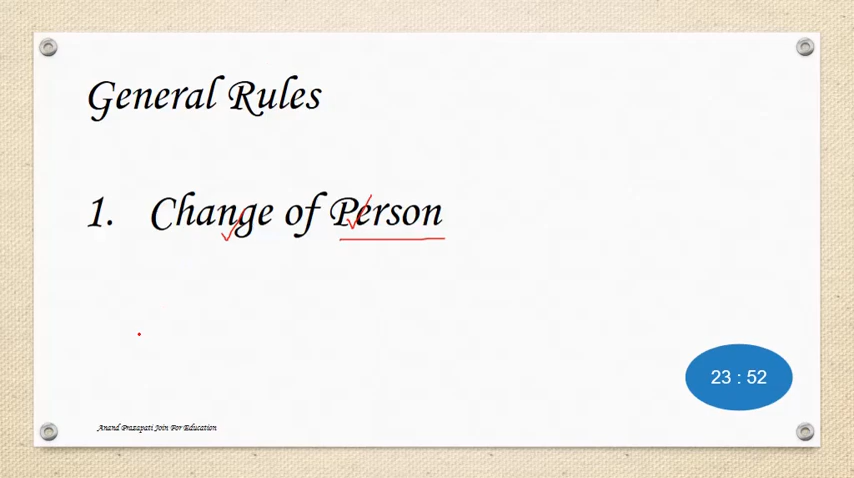 General Rules
1. Change of Person
23 : 52
Anand Prazapati Join For Education